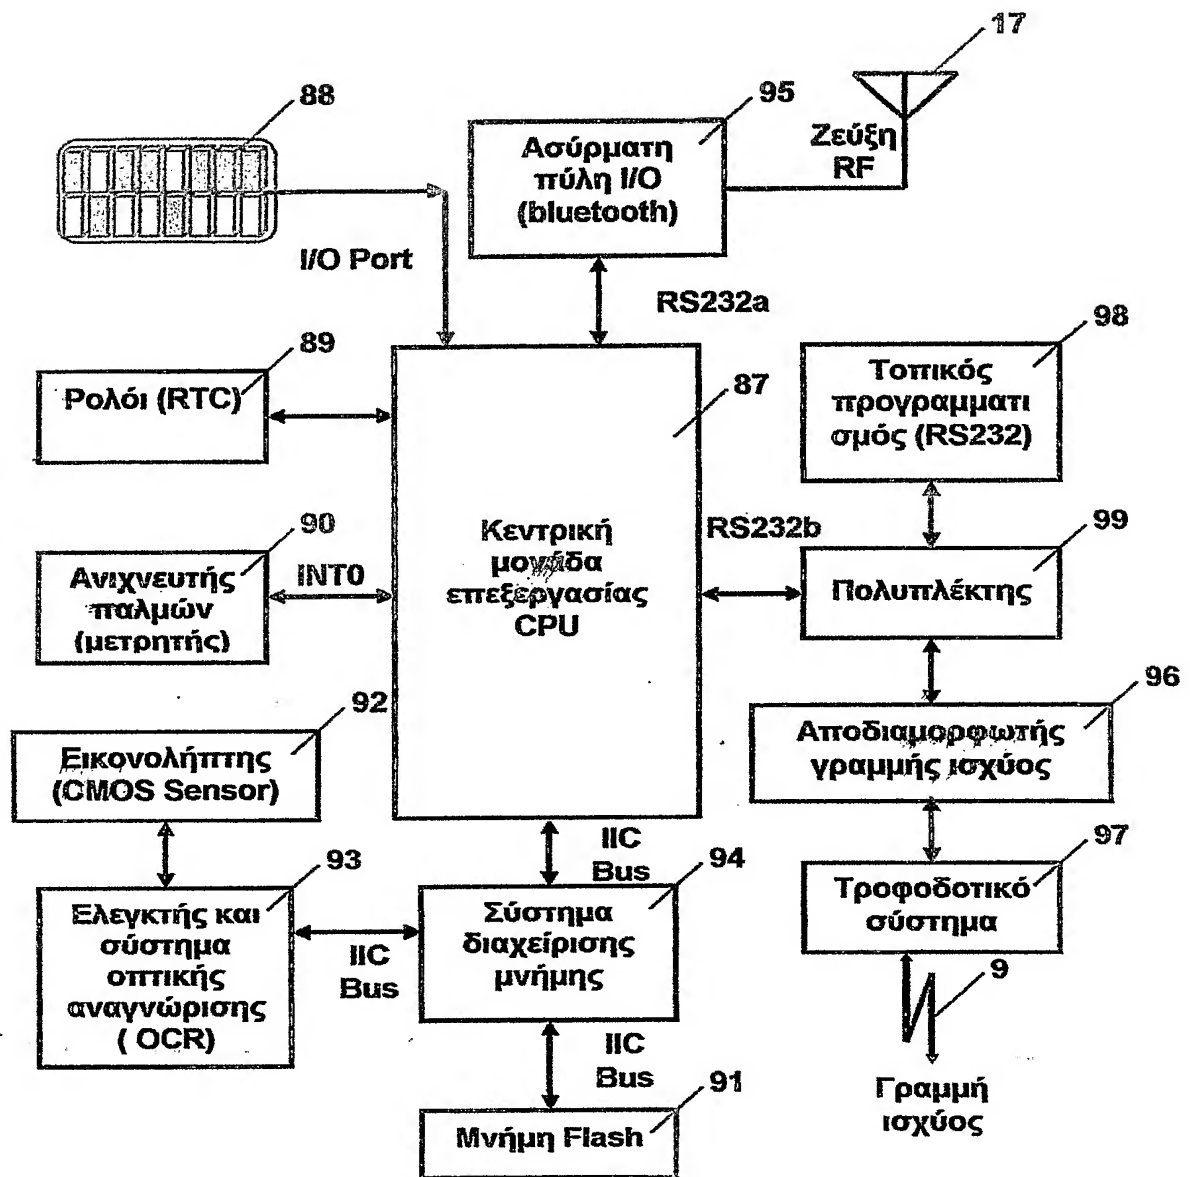 17
88
95
Ασύρματη
πύλη I/O
(bluetooth)
Ζεύξη
RF
I/O Port
RS232a
89
Ρολόι (RTC)
87
98
Τοπικός
προγραμματι
σμός (RS232)
90
Ανιχνευτής
παλμών
(μετρητής)
INT0
Κεντρική
μονάδα
επεξεργασίας
CPU
RS232b
99
Πολυπλέκτης
92
Εικονολήπτης
(CMOS Sensor)
96
Αποδιαμορφωτής
γραμμής ισχύος
IIC
Bus
93
Ελεγκτής και
σύστημα
οπτικής
αναγνώρισης
( OCR)
IIC
Bus
94
Σύστημα
διαχείρισης
μνήμης
97
Τροφοδοτικό
σύστημα
9
IIC
Bus
Γραμμή
ισχύος
91
Μνήμη Flash